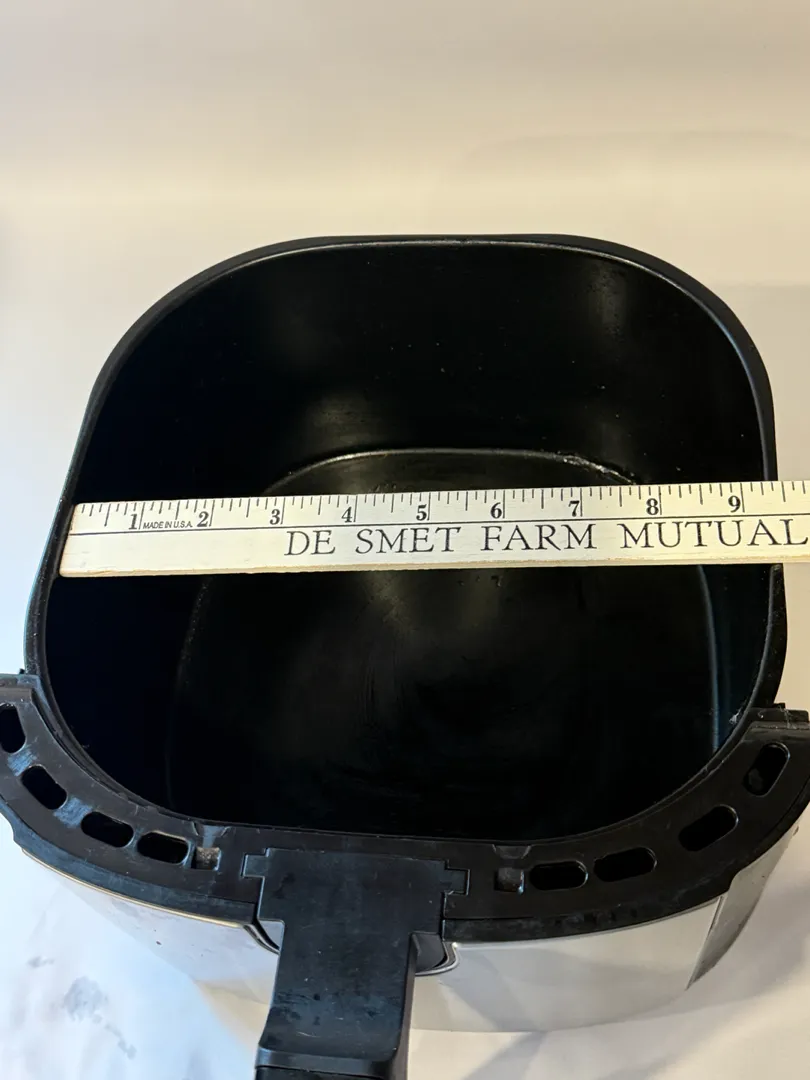 1 MADE IN U.S.A. 2 3 4 5 6 7 8 9
DE SMET FARM MUTUAL